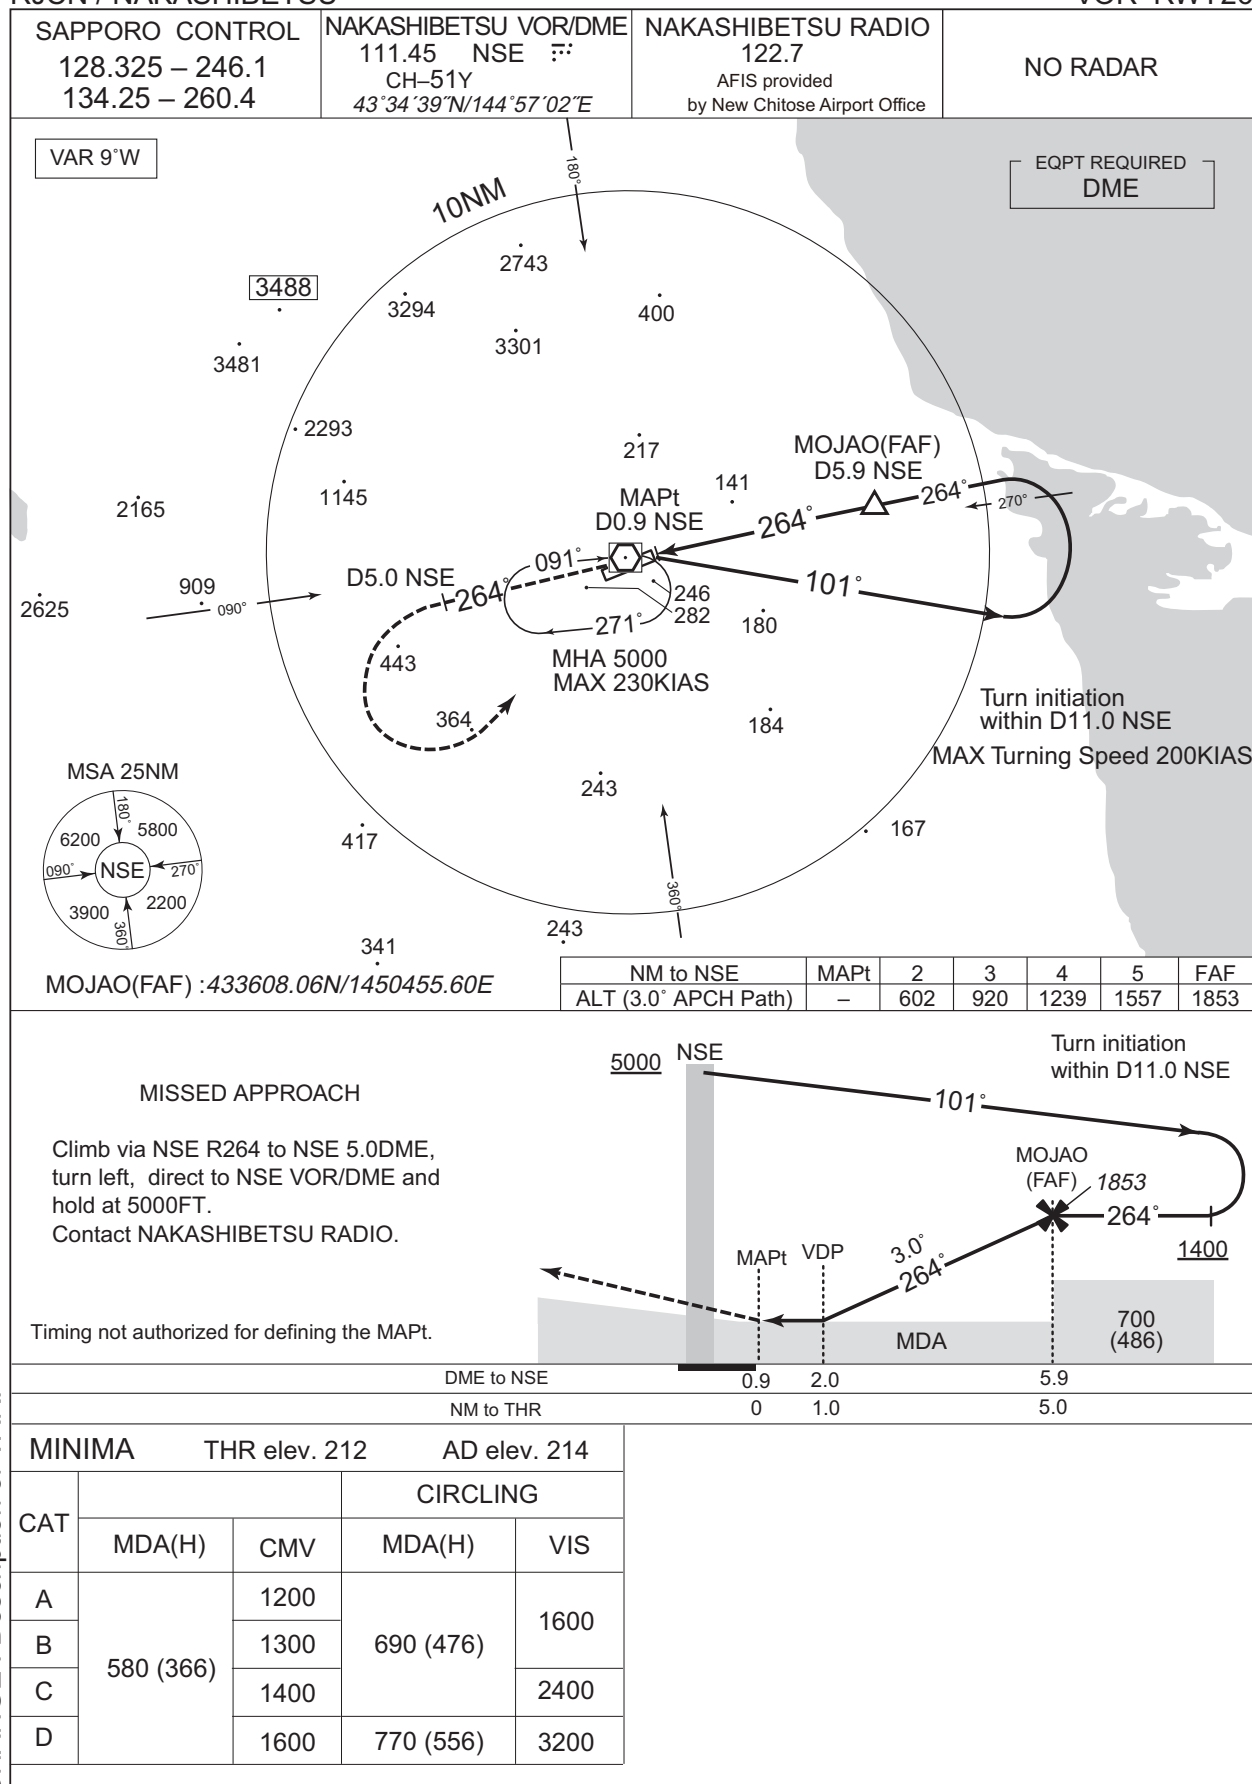 RJCN / NAKASHIBETSU
VOR RWY26
SAPPORO CONTROL
128.325 – 246.1
134.25 – 260.4
NAKASHIBETSU VOR/DME
111.45 NSE
CH–51Y
43°34´39˝N/144°57´02˝E
NAKASHIBETSU RADIO
122.7
AFIS provided
by New Chitose Airport Office
NO RADAR
VAR 9°W
EQPT REQUIRED
DME
10NM
180°
2743
3488
3294
400
3301
3481
2293
217
MOJAO(FAF)
D5.9 NSE
141
264°
270°
2165
1145
MAPt
D0.9 NSE
264°
091°
D5.0 NSE
264°
101°
909
090°
2625
246
282
271°
180
443
MHA 5000
MAX 230KIAS
364
184
Turn initiation
within D11.0 NSE
MAX Turning Speed 200KIAS
MSA 25NM
180°
6200
5800
090°
NSE
270°
3900
2200
360°
243
417
167
360°
243
341
MOJAO(FAF) :433608.06N/1450455.60E
NM to NSE MAPt 2 3 4 5 FAF
ALT (3.0° APCH Path) – 602 920 1239 1557 1853
MISSED APPROACH
Climb via NSE R264 to NSE 5.0DME,
turn left, direct to NSE VOR/DME and
hold at 5000FT.
Contact NAKASHIBETSU RADIO.
Timing not authorized for defining the MAPt.
5000
NSE
Turn initiation
within D11.0 NSE
101°
MOJAO
(FAF)
1853
264°
1400
MAPt
VDP
3.0°
264°
MDA
700
(486)
DME to NSE 0.9 2.0 5.9
NM to THR 0 1.0 5.0
MINIMA THR elev. 212 AD elev. 214
CAT
CIRCLING
MDA(H) CMV MDA(H) VIS
A 1200
1600
B 1300 690 (476)
580 (366)
C 1400 2400
D 1600 770 (556) 3200